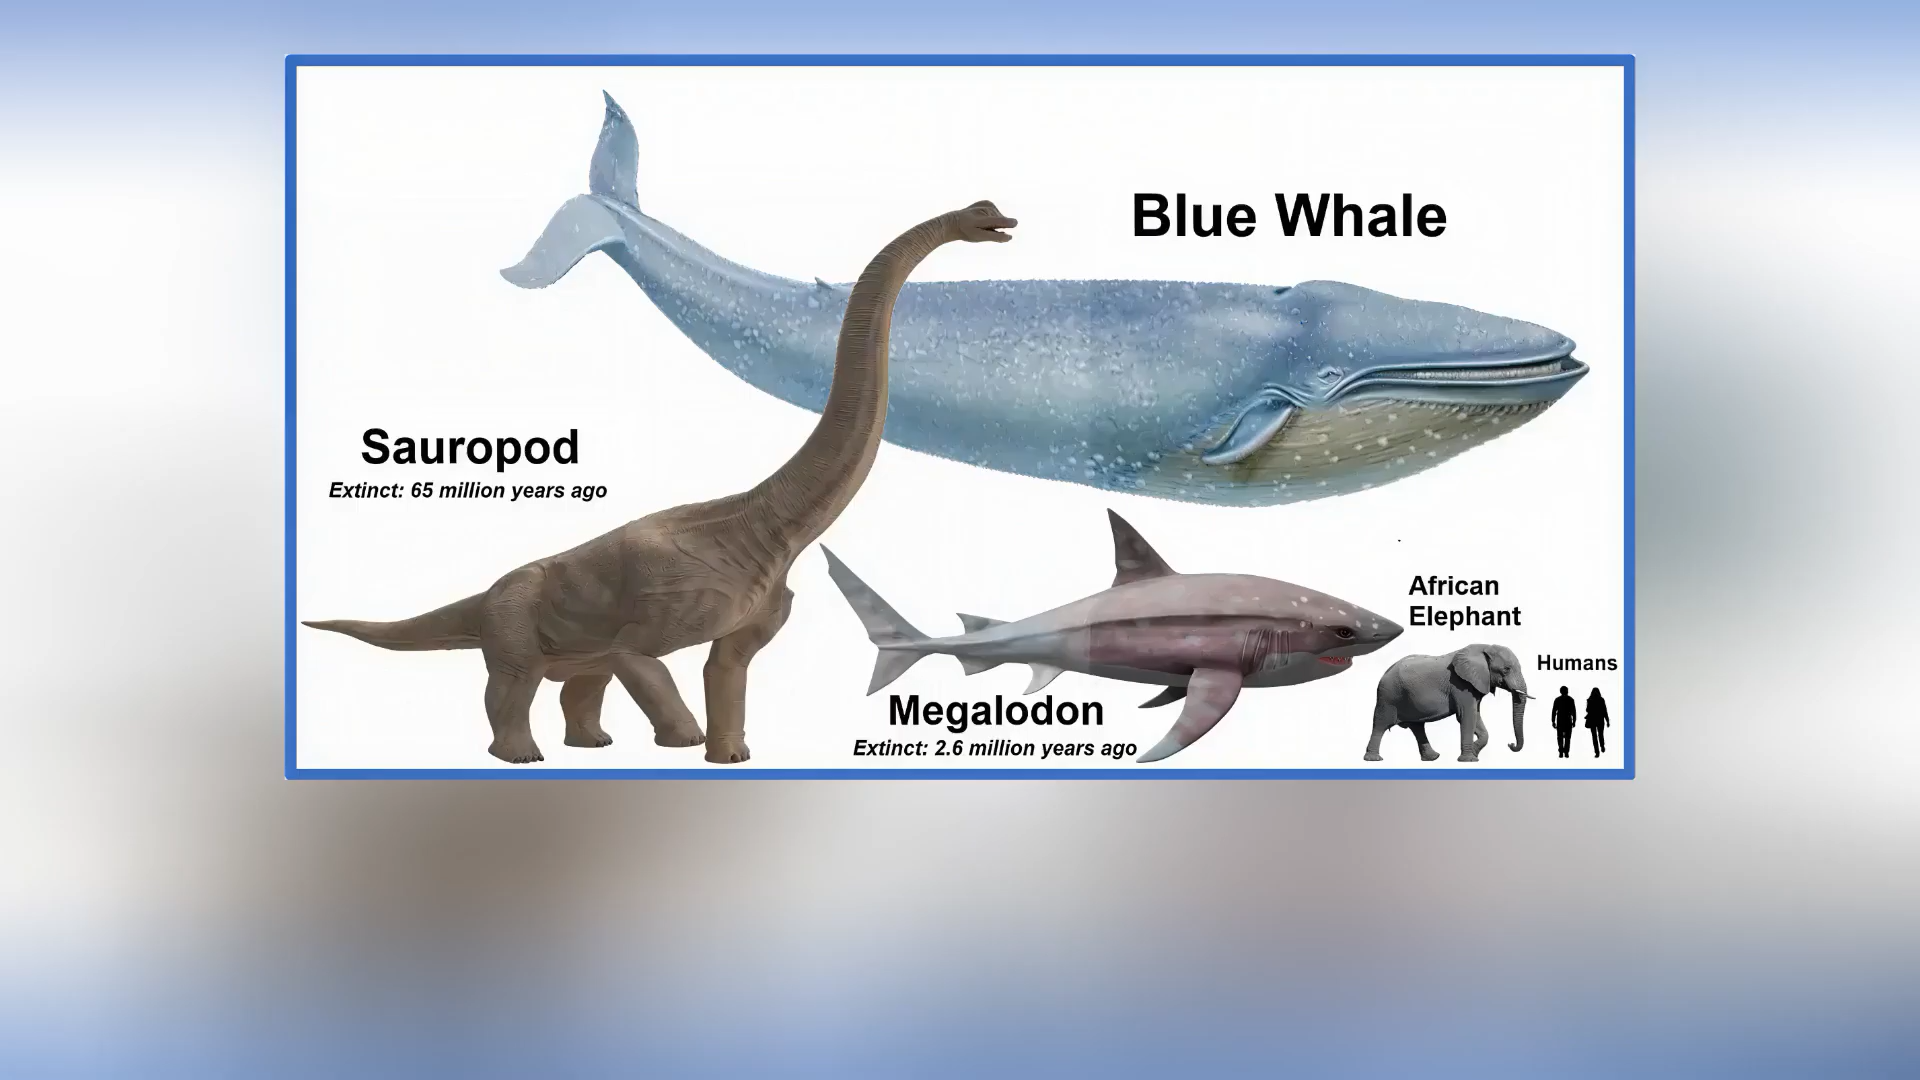 Blue Whale
Sauropod
Extinct: 65 million years ago
African
Elephant
Humans
Megalodon
Extinct: 2.6 million years ago